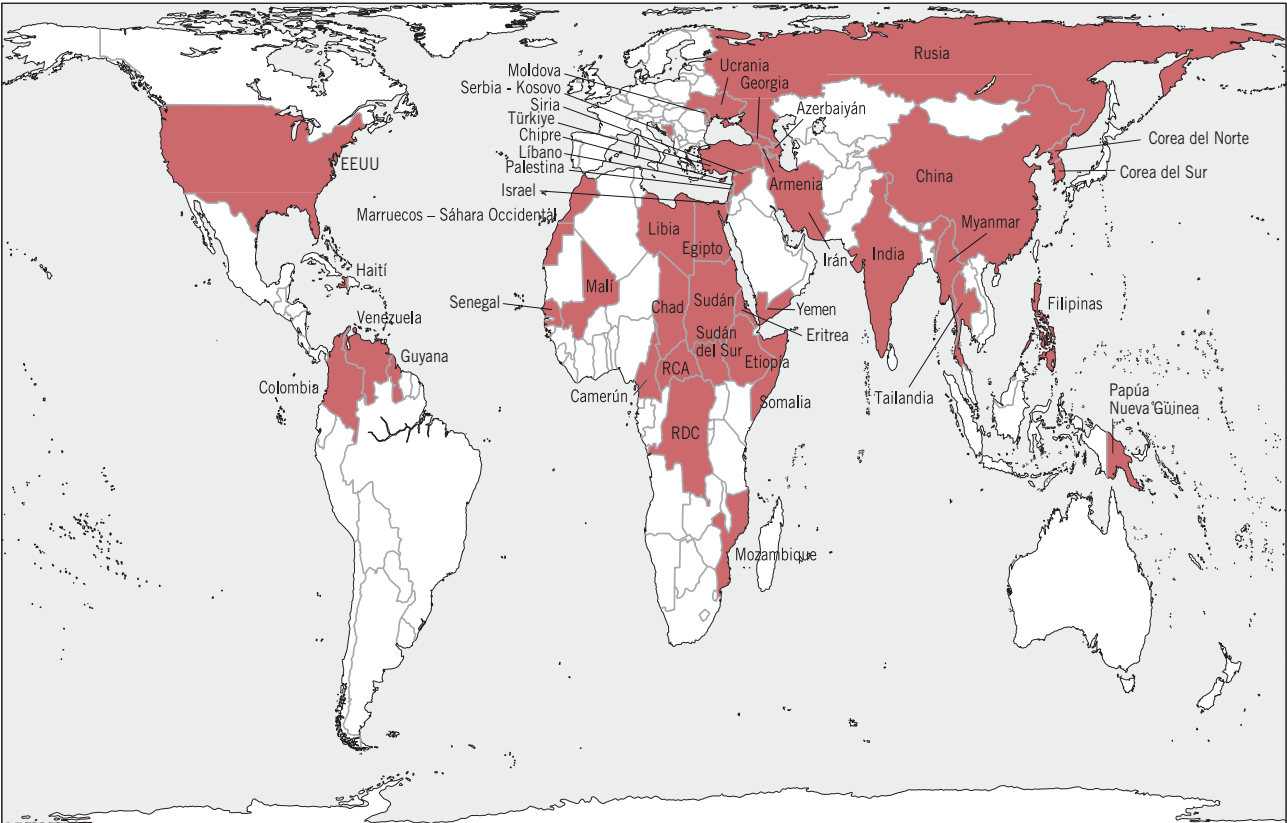 Rusia
Ucrania
Moldova
Georgia
Serbia - Kosovo
Siria
Azerbaiyán
Türkiye
Chipre
Corea del Norte
Líbano
EEUU
Palestina
Corea del Sur
China
Armenia
Israel
Marruecos – Sáhara Occidental
Myanmar
Libia
Egipto
India
Irán
Haití
Malí
Senegal
Chad
Sudán
Yemen
Filipinas
Venezuela
Eritrea
Sudán
del Sur
Guyana
Etiopía
RCA
Colombia
Camerún
Somalia
Tailandia
Papúa
Nueva Guinea
RDC
Mozambique